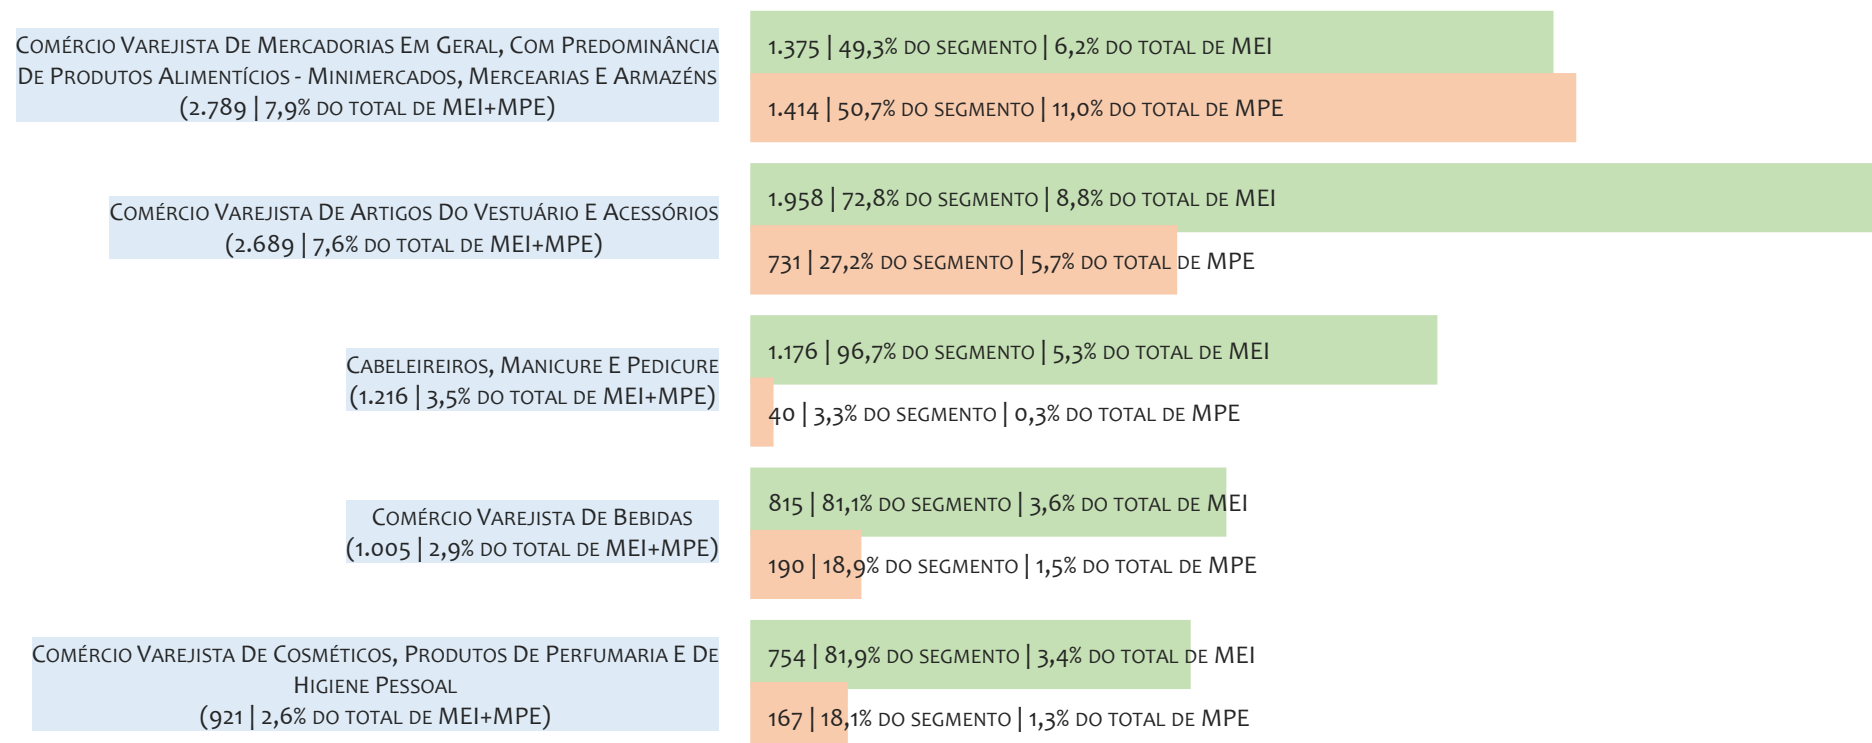 Comércio Varejista De Mercadorias Em Geral, Com Predominância
De Produtos Alimentícios - Minimercados, Mercearias E Armazéns
(2.789 | 7,9% do total de MEI+MPE)
1.375 | 49,3% do segmento | 6,2% do total de MEI
1.414 | 50,7% do segmento | 11,0% do total de MPE
Comércio Varejista De Artigos Do Vestuário E Acessórios
(2.689 | 7,6% do total de MEI+MPE)
1.958 | 72,8% do segmento | 8,8% do total de MEI
731 | 27,2% do segmento | 5,7% do total de MPE
Cabeleireiros, Manicure E Pedicure
(1.216 | 3,5% do total de MEI+MPE)
1.176 | 96,7% do segmento | 5,3% do total de MEI
40 | 3,3% do segmento | 0,3% do total de MPE
Comércio Varejista De Bebidas
(1.005 | 2,9% do total de MEI+MPE)
815 | 81,1% do segmento | 3,6% do total de MEI
190 | 18,9% do segmento | 1,5% do total de MPE
Comércio Varejista De Cosméticos, Produtos De Perfumaria E De
Higiene Pessoal
(921 | 2,6% do total de MEI+MPE)
754 | 81,9% do segmento | 3,4% do total de MEI
167 | 18,1% do segmento | 1,3% do total de MPE